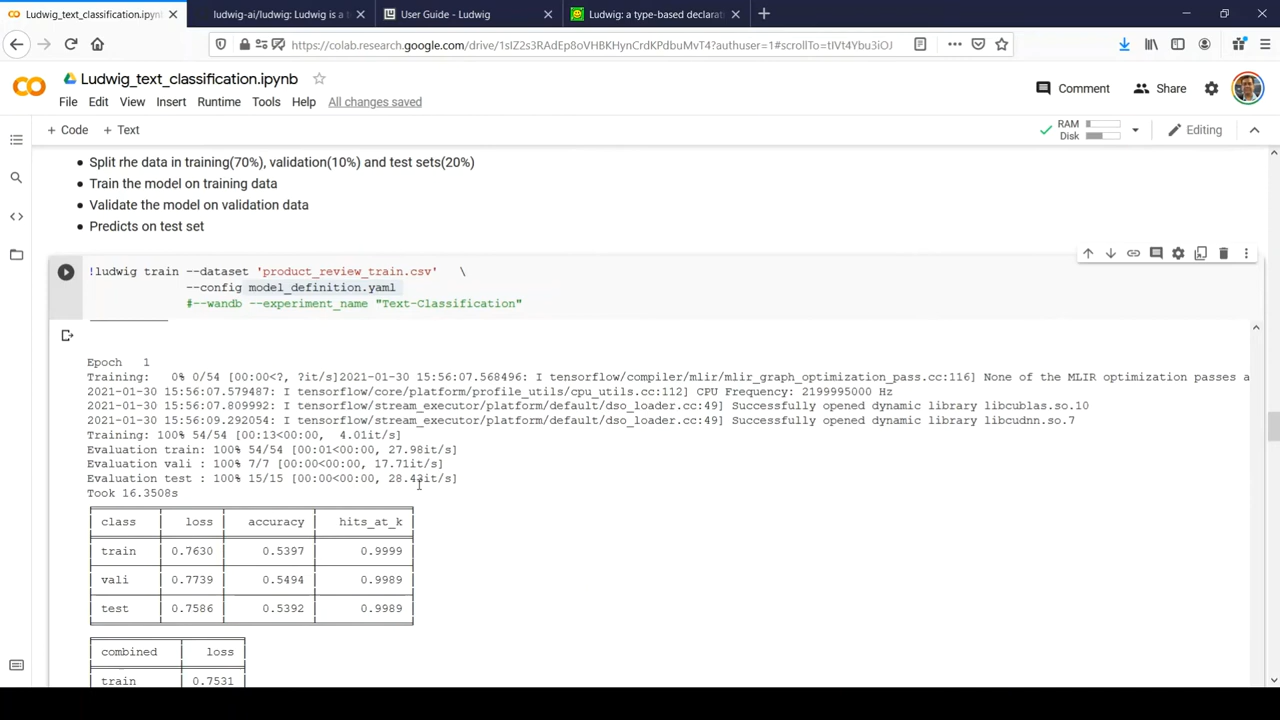 Ludwig_text_classification.ipynb
ludwig-ai/ludwig: Ludwig is a t
User Guide - Ludwig
Ludwig: a type-based declarat
https://colab.research.google.com/drive/1sIZ2s3RAdEp8oVHBKHynCrdKPdbuMvT4?authuser=1#scrollTo=tIVt4Ybu3iOJ
Ludwig_text_classification.ipynb
Comment
Share
File Edit View Insert Runtime Tools Help All changes saved
+ Code + Text
RAM
Disk
Editing
Split rhe data in training(70%), validation(10%) and test sets(20%)
Train the model on training data
Validate the model on validation data
Predicts on test set
!ludwig train --dataset 'product_review_train.csv' \
--config model_definition.yaml
#--wandb --experiment_name "Text-Classification"
Epoch 1
Training: 0% 0/54 [00:00<?, ?it/s]2021-01-30 15:56:07.568496: I tensorflow/compiler/mlir/mlir_graph_optimization_pass.cc:116] None of the MLIR optimization passes a
2021-01-30 15:56:07.579487: I tensorflow/core/platform/profile_utils/cpu_utils.cc:112] CPU Frequency: 2199995000 Hz
2021-01-30 15:56:07.809992: I tensorflow/stream_executor/platform/default/dso_loader.cc:49] Successfully opened dynamic library libcublas.so.10
2021-01-30 15:56:09.292054: I tensorflow/stream_executor/platform/default/dso_loader.cc:49] Successfully opened dynamic library libcudnn.so.7
Training: 100% 54/54 [00:13<00:00, 4.01it/s]
Evaluation train: 100% 54/54 [00:01<00:00, 27.98it/s]
Evaluation vali : 100% 7/7 [00:00<00:00, 17.71it/s]
Evaluation test : 100% 15/15 [00:00<00:00, 28.43it/s]
Took 16.3508s
class loss accuracy hits_at_k
train 0.7630 0.5397 0.9999
vali 0.7739 0.5494 0.9989
test 0.7586 0.5392 0.9989
combined loss
train 0.7531